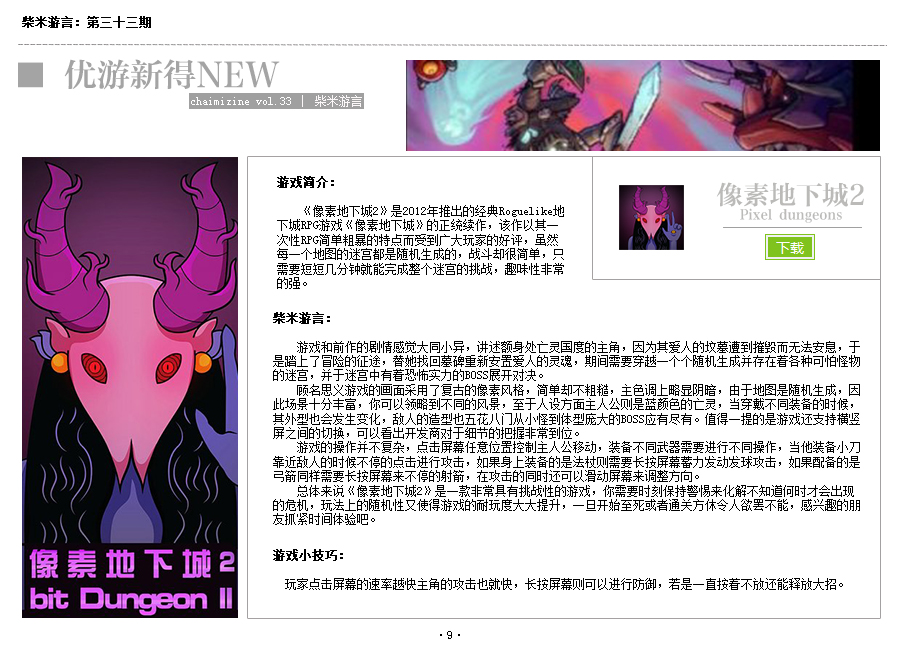 柴米游言：第三十三期
优游新得NEW
chaimizine vol.33 | 柴米游言
像素地下城2
bit Dungeon II
游戏简介：
《像素地下城2》是2012年推出的经典Roguelike地
下城RPG游戏《像素地下城》的正统续作，该作以其一
次性RPG简单粗暴的特点而受到广大玩家的好评，虽然
每一个地图的迷宫都是随机生成的，战斗却很简单，只
需要短短几分钟就能完成整个迷宫的挑战，趣味性非常
的强。
像素地下城2
Pixel dungeons
下载
柴米游言：
游戏和前作的剧情感觉大同小异，讲述额身处亡灵国度的主角，因为其爱人的坟墓遭到摧毁而无法安息，于
是踏上了冒险的征途，替她找回墓碑重新安置爱人的灵魂，期间需要穿越一个个随机生成并存存着各种可怕怪物
的迷宫，并于迷宫中有着恐怖实力的BOSS展开对决。
顾名思义游戏的画面采用了复古的像素风格，简单却不粗糙，主色调上略显阴暗，由于地图是随机生成，因
此场景十分丰富，你可以领略到不同的风景，至于人设方面主人公则是蓝颜色的亡灵，当穿戴不同装备的时候，
其外型也会发生变化，敌人的造型也五花八门从小怪到体型庞大的BOSS应有尽有。值得一提的是游戏还支持横竖
屏之间的切换，可以看出开发商对于细节的把握非常到位。
游戏的操作并不复杂，点击屏幕任意位置控制主人公移动，装备不同武器需要进行不同操作，当他装备小刀
靠近敌人的时候不停的点击进行攻击，如果身上装备的是法杖则需要长按屏幕蓄力发动发球攻击，如果配备的是
弓箭同样需要长按屏幕来不停的射箭，在攻击的同时还可以滑动屏幕来调整方向。
总体来说《像素地下城2》是一款非常具有挑战性的游戏，你需要时刻保持警惕来化解不知道何时才会出现
的危机，玩法上的随机性又使得游戏的耐玩度大大提升，一旦开始至死或者通关方休令人欲罢不能，感兴趣的朋
友抓紧时间体验吧。
游戏小技巧：
玩家点击屏幕的速率越快主角的攻击也就快，长按屏幕则可以进行防御，若是一直按着不放还能释放大招。
·9·